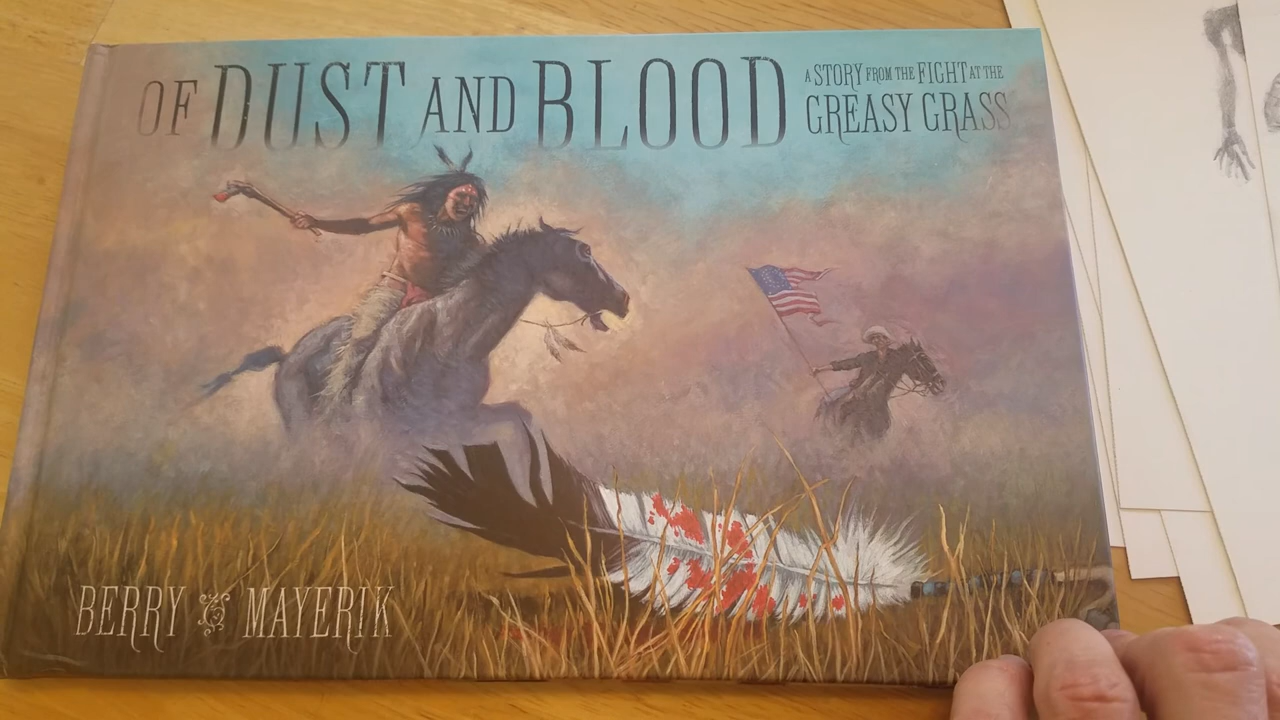 OF DUST AND BLOOD
A STORY FROM THE FIGHT AT THE
GREASY GRASS
BERRY & MAYERIK